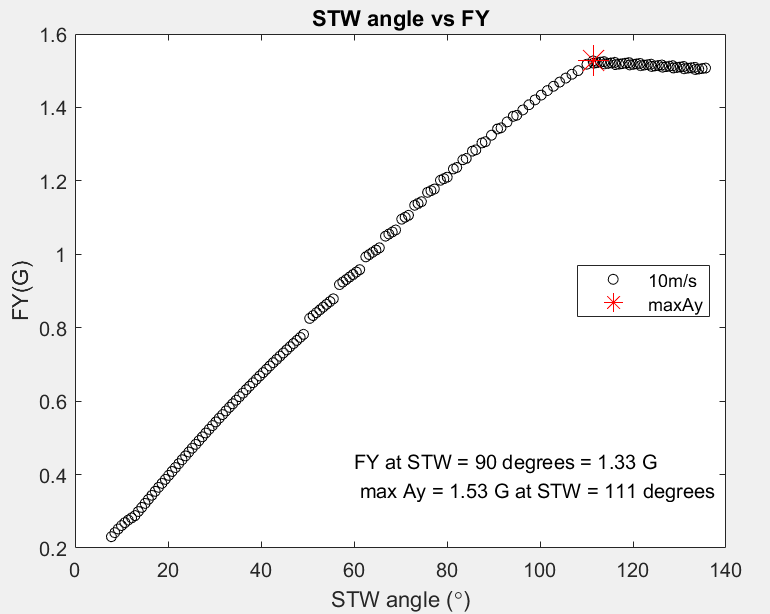 STW angle vs FY
1.6
1.4
1.2
1
0.8
0.6
0.4
0.2
FY(G)
10m/s
maxAy
FY at STW = 90 degrees = 1.33 G
max Ay = 1.53 G at STW = 111 degrees
0 20 40 60 80 100 120 140
STW angle (°)